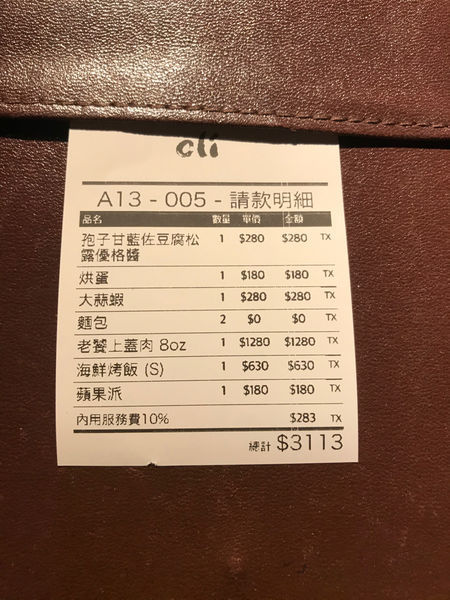 cli
A13 - 005 - 請款明細
品名 數量 單價 金額
孢子甘藍佐豆腐松 1 $280 $280 TX
露優格醬
烘蛋 1 $180 $180 TX
大蒜蝦 1 $280 $280 TX
麵包 2 $0 $0 TX
老饕上蓋肉 8oz 1 $1280 $1280 TX
海鮮烤飯 (S) 1 $630 $630 TX
蘋果派 1 $180 $180 TX
內用服務費10% $283 TX
總計 $3113